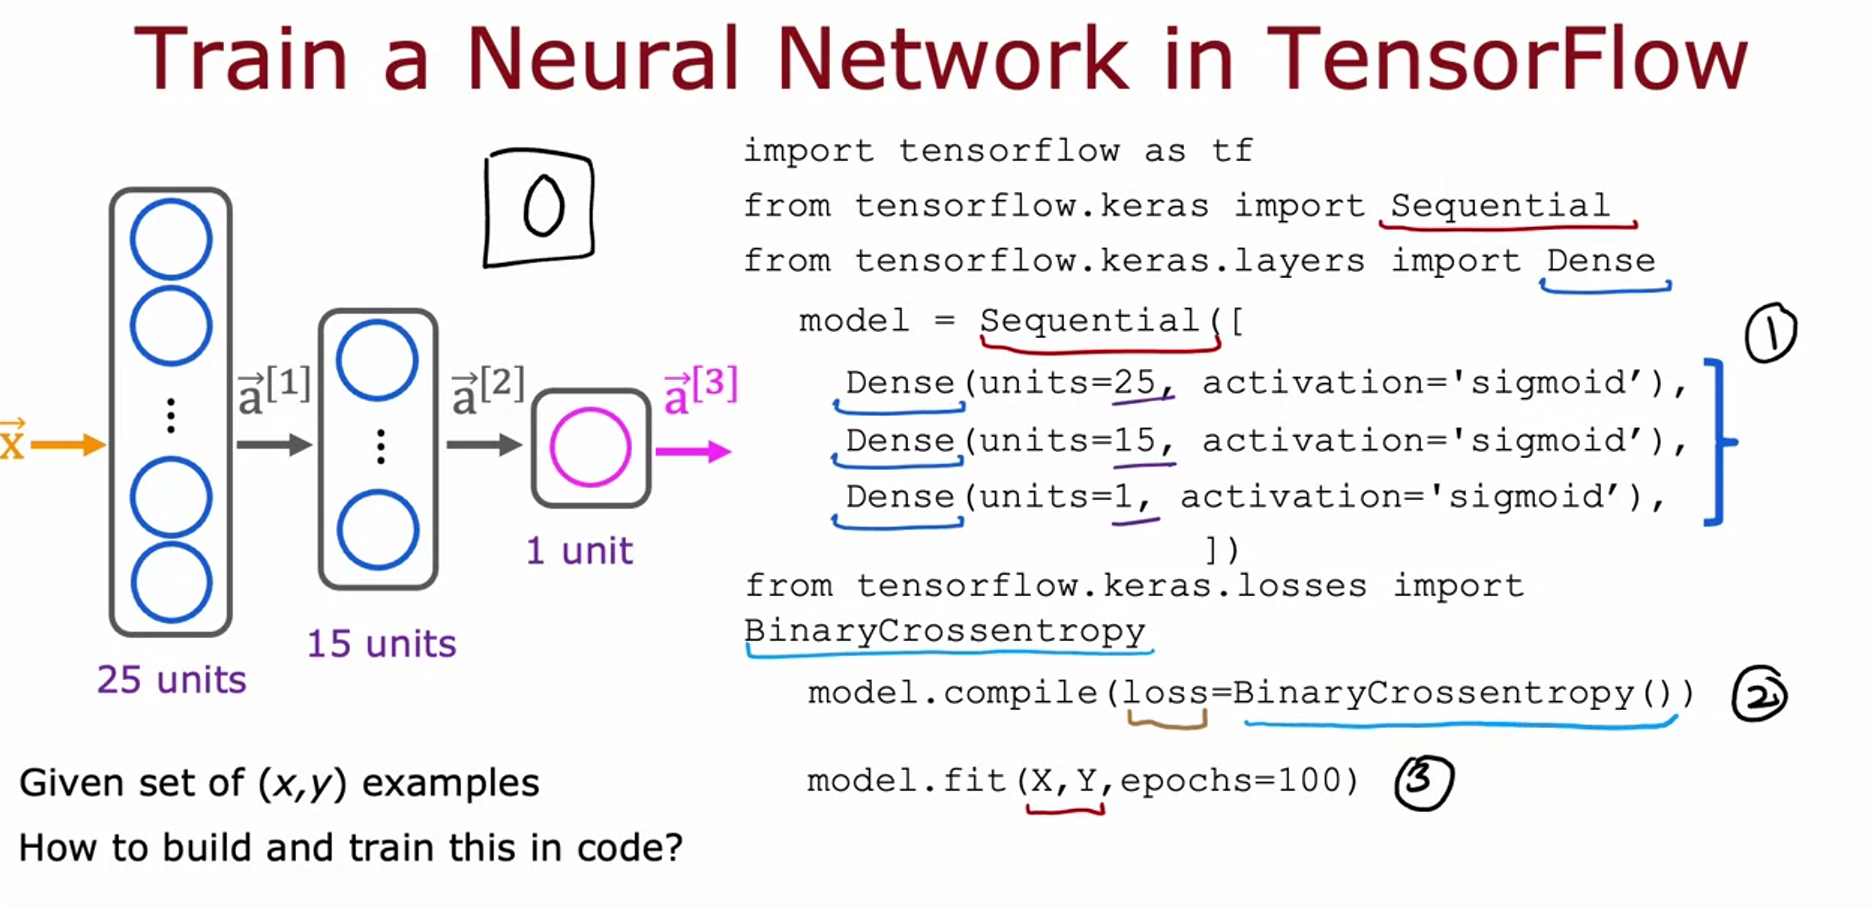 Train a Neural Network in TensorFlow
0
x⃗
a⃗[1]
a⃗[2]
a⃗[3]
25 units
15 units
1 unit
Given set of (x,y) examples
How to build and train this in code?
import tensorflow as tf
from tensorflow.keras import Sequential
from tensorflow.keras.layers import Dense
model = Sequential([
Dense(units=25, activation='sigmoid’),
Dense(units=15, activation='sigmoid’),
Dense(units=1, activation='sigmoid’),
])
1
from tensorflow.keras.losses import
BinaryCrossentropy
model.compile(loss=BinaryCrossentropy()) 2
model.fit(X,Y,epochs=100) 3